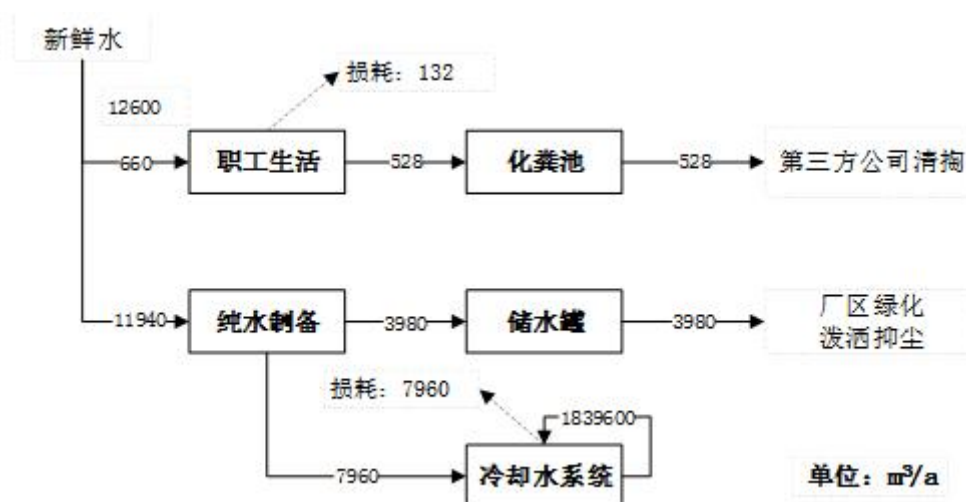 新鲜水
损耗：132
12600
660
职工生活
528
化粪池
528
第三方公司清掏
11940
纯水制备
3980
储水罐
3980
厂区绿化
泼洒抑尘
损耗：7960
1839600
7960
冷却水系统
单位：m³/a